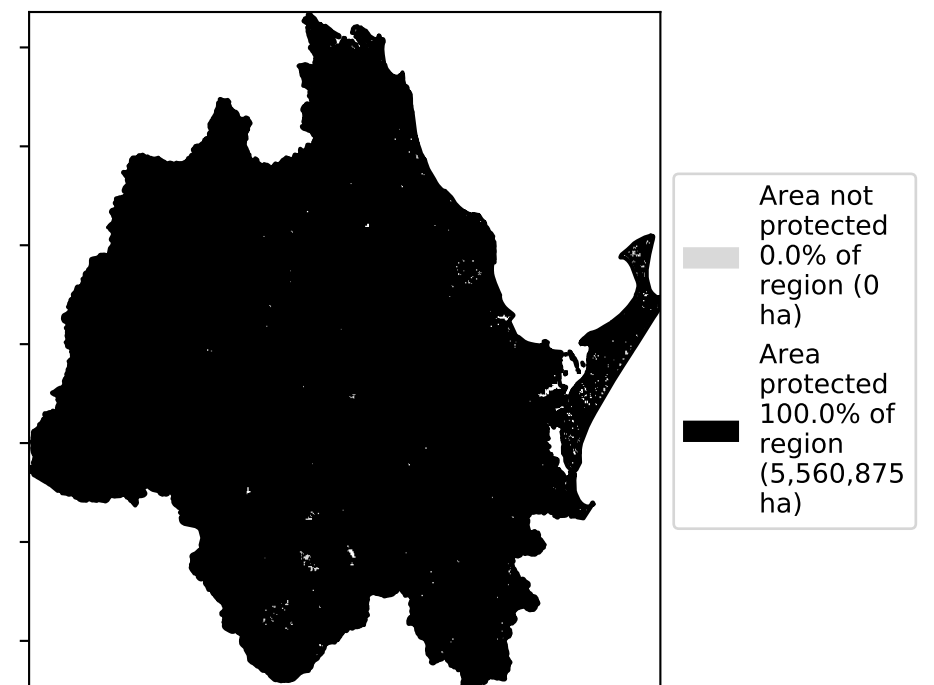 Area not
protected
0.0% of
region (0
ha)
Area
protected
100.0% of
region
(5,560,875
ha)